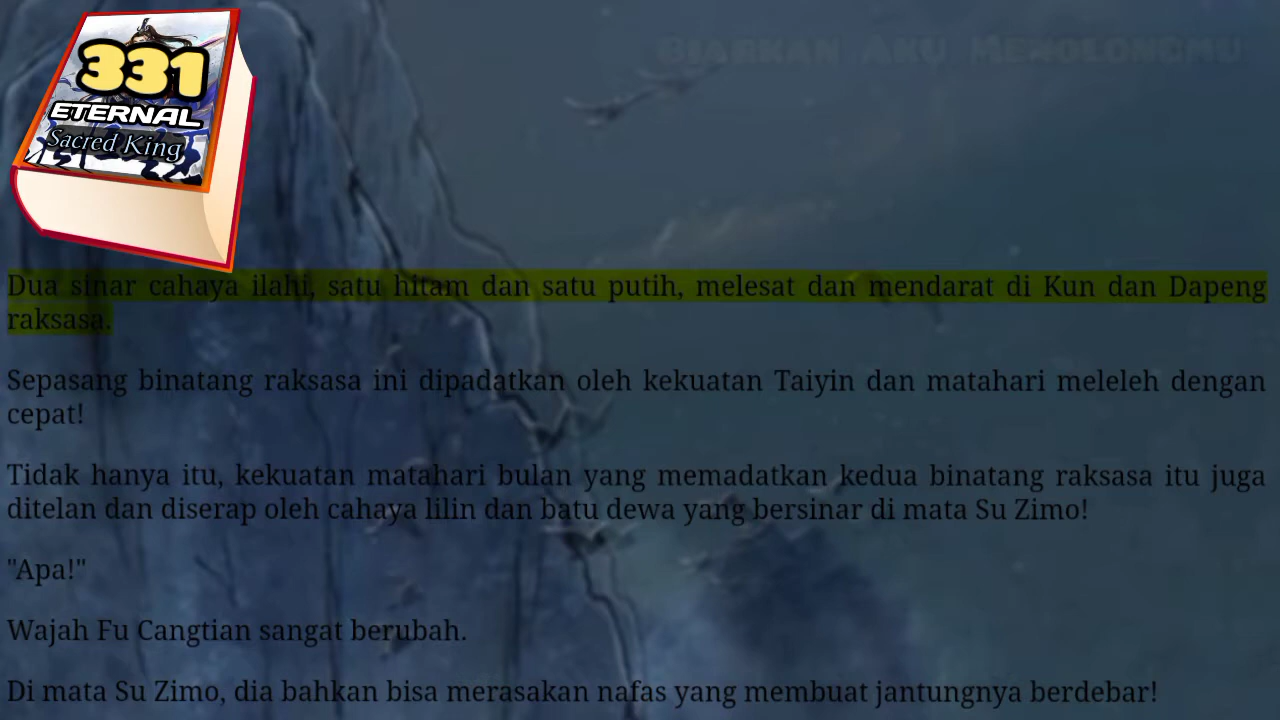 BIARKAN AKU MENOLONGMU
331
ETERNAL
Sacred King
Dua sinar cahaya ilahi, satu hitam dan satu putih, melesat dan mendarat di Kun dan Dapeng
raksasa.
Sepasang binatang raksasa ini dipadatkan oleh kekuatan Taiyin dan matahari meleleh dengan
cepat!
Tidak hanya itu, kekuatan matahari bulan yang memadatkan kedua binatang raksasa itu juga
ditelan dan diserap oleh cahaya lilin dan batu dewa yang bersinar di mata Su Zimo!
"Apa!"
Wajah Fu Cangtian sangat berubah.
Di mata Su Zimo, dia bahkan bisa merasakan nafas yang membuat jantungnya berdebar!